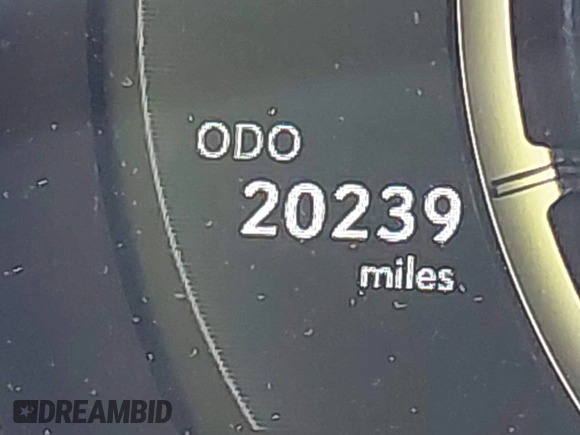 ODO
20239
miles
DREAMBID